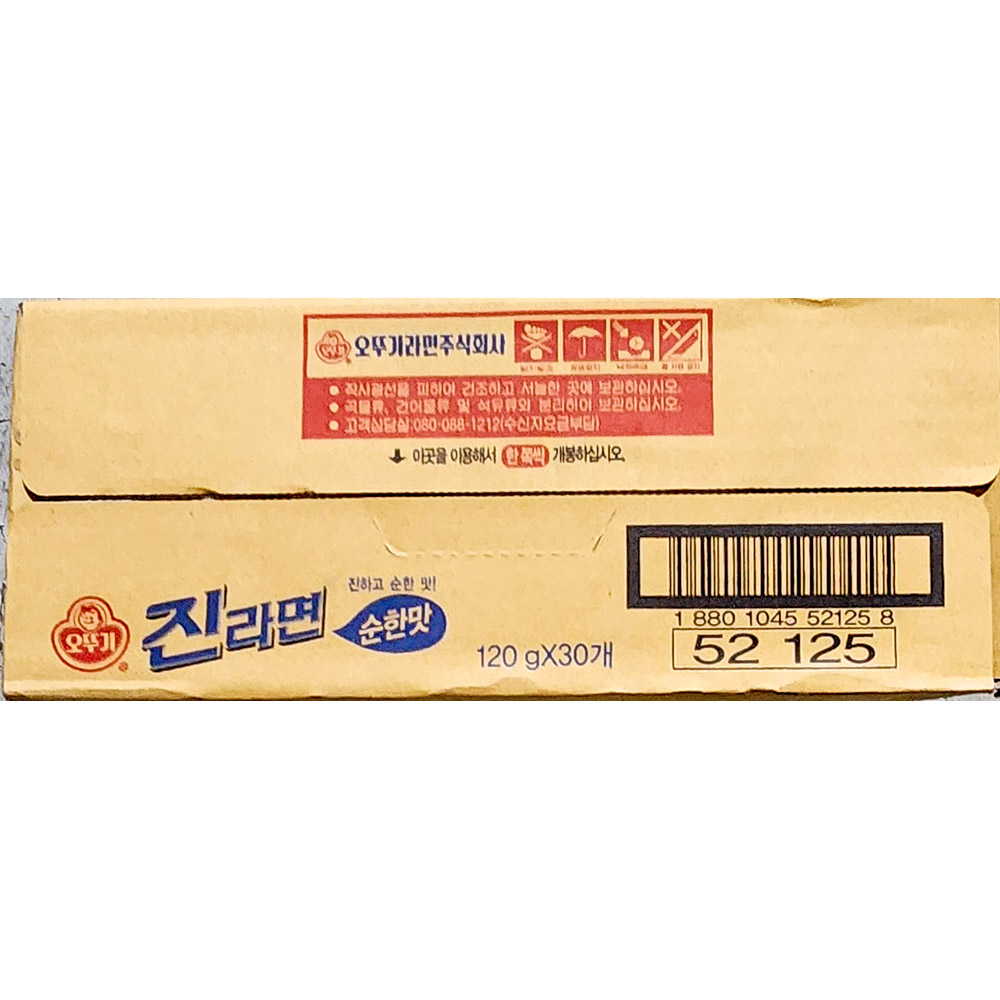 오뚜기
오뚜기라면주식회사
● 직사광선을 피하여 건조하고 서늘한 곳에 보관하십시오.
● 곡물류, 건어물류 및 석유류와 분리하여 보관하십시오.
● 고객상담실:080-088-1212(수신자요금부담)
이곳을 이용해서 한쪽씩 개봉하십시오.
진하고 순한 맛!
오뚜기 진라면 순한맛
120 gX30개
1 880 1045 52125 8
52 125